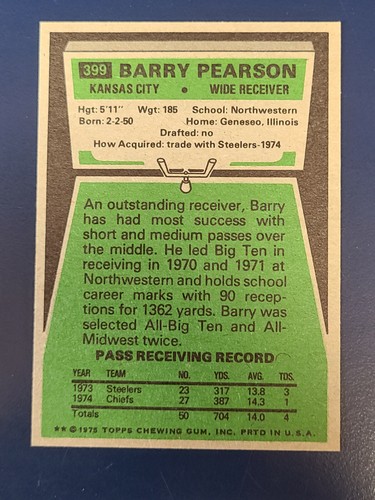 399 BARRY PEARSON
KANSAS CITY • WIDE RECEIVER
Hgt: 5'11" Wgt: 185 School: Northwestern
Born: 2-2-50 Home: Geneseo, Illinois
Drafted: no
How Acquired: trade with Steelers-1974
An outstanding receiver, Barry
has had most success with
short and medium passes over
the middle. He led Big Ten in
receiving in 1970 and 1971 at
Northwestern and holds school
career marks with 90 recep-
tions for 1362 yards. Barry was
selected All-Big Ten and All-
Midwest twice.
PASS RECEIVING RECORD
YEAR TEAM NO. YDS. AVG. TDS.
1973 Steelers 23 317 13.8 3
1974 Chiefs 27 387 14.3 1
Totals 50 704 14.0 4
** © 1975 TOPPS CHEWING GUM, INC. PRTD IN U.S.A.